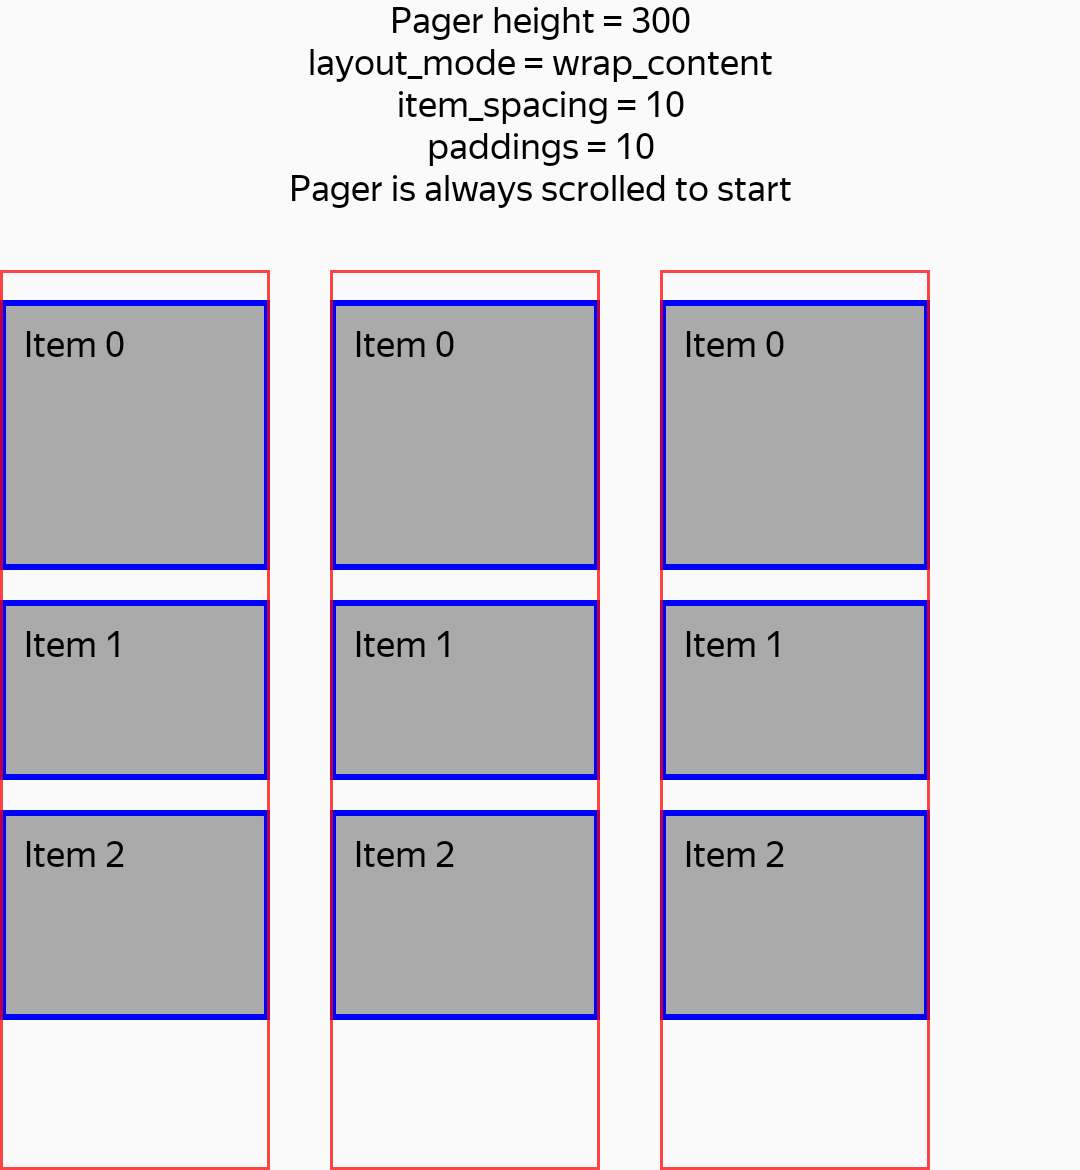 Pager height = 300
layout_mode = wrap_content
item_spacing = 10
paddings = 10
Pager is always scrolled to start
Item 0
Item 1
Item 2
Item 0
Item 1
Item 2
Item 0
Item 1
Item 2